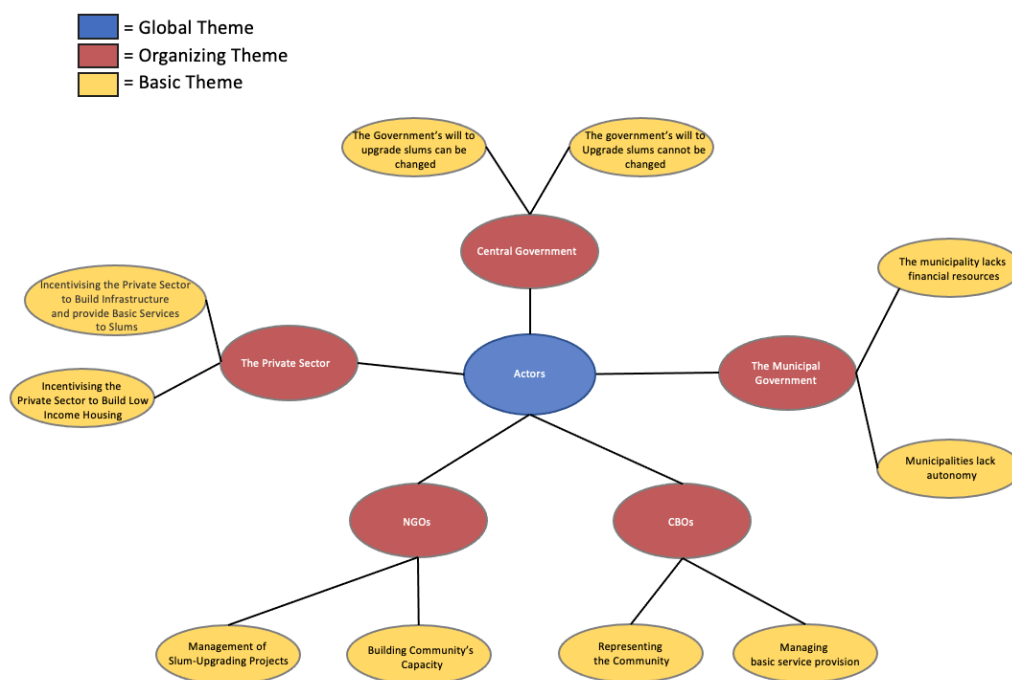 = Global Theme
= Organizing Theme
= Basic Theme
The Government's will to
upgrade slums can be
changed
The government's will to
Upgrade slums cannot be
changed
Central Government
The municipality lacks
financial resources
Incentivising the Private Sector
to Build Infrastructure
and provide Basic Services
to Slums
The Private Sector
Actors
The Municipal
Government
Incentivising the
Private Sector to Build Low
Income Housing
Municipalities lack
autonomy
NGOs
CBOs
Management of
Slum-Upgrading Projects
Building Community's
Capacity
Representing
the Community
Managing
basic service provision